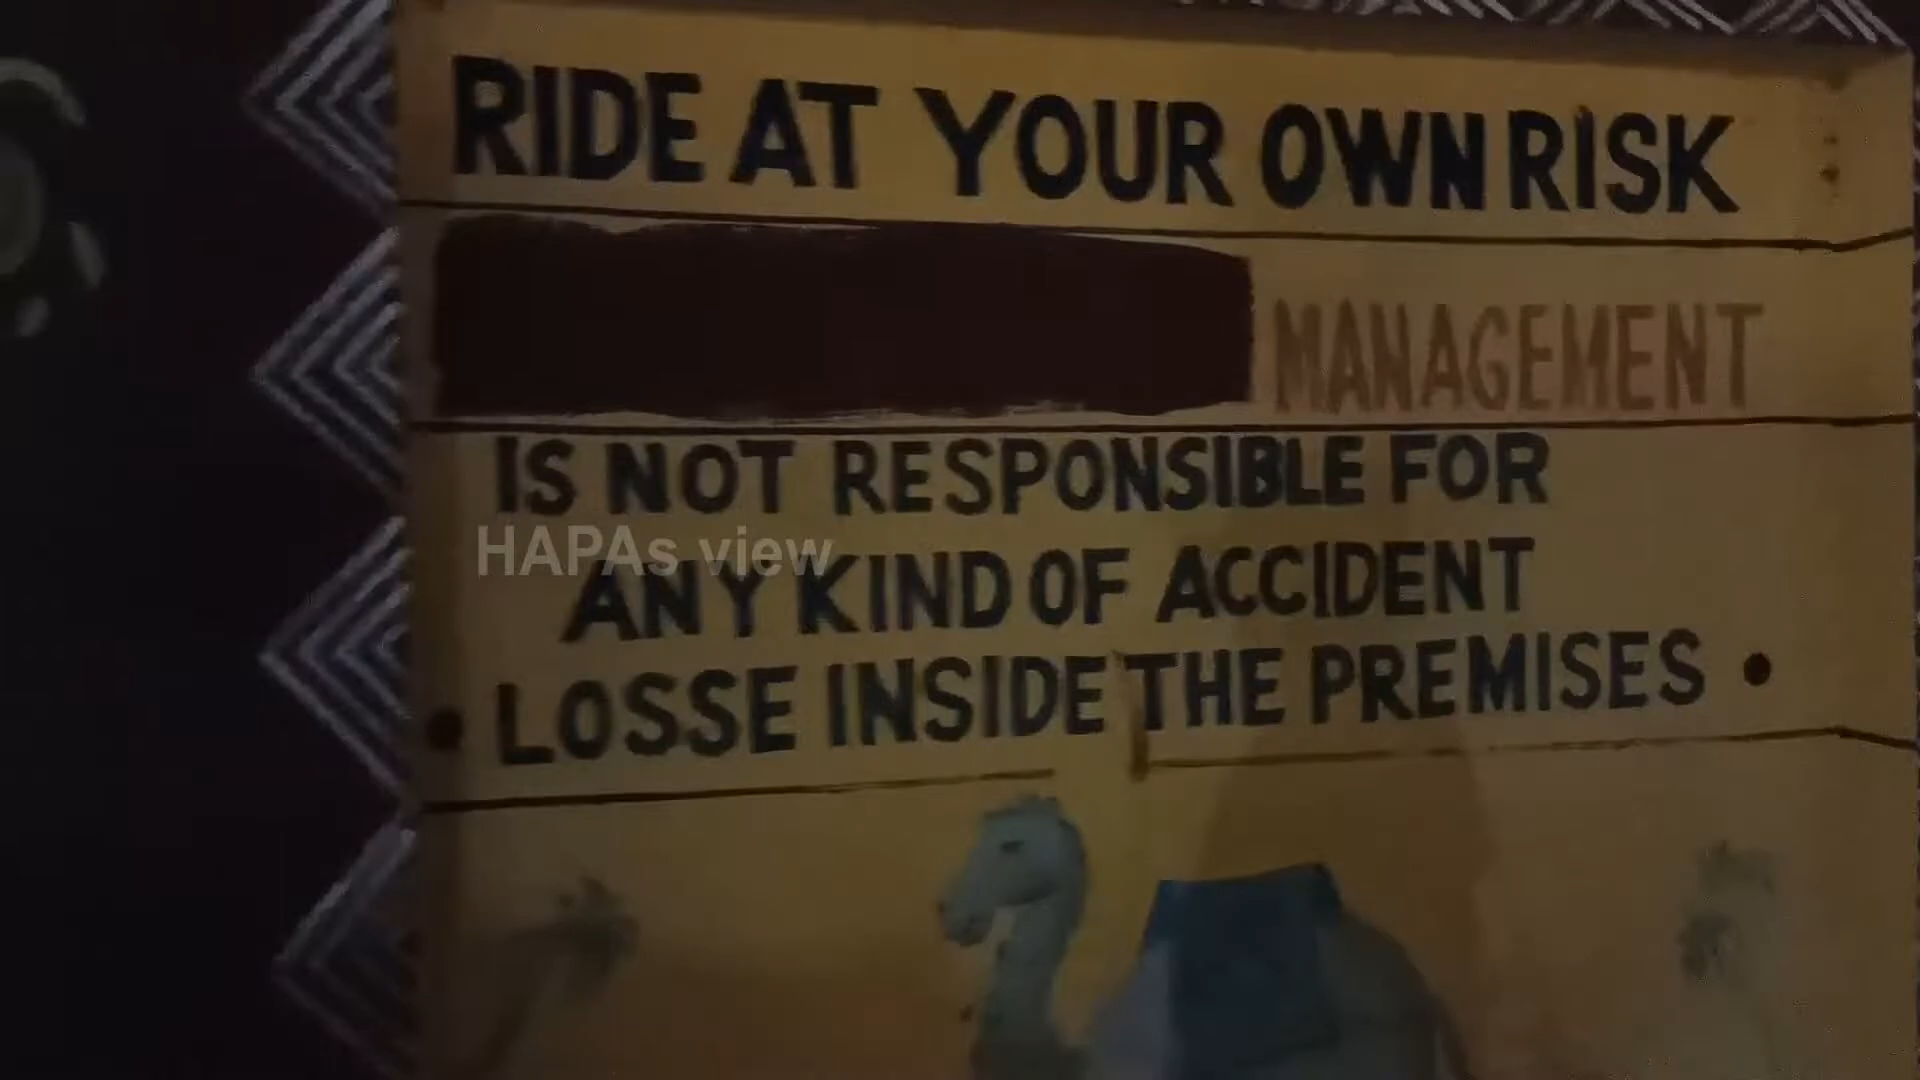 RIDE AT YOUR OWN RISK
MANAGEMENT
IS NOT RESPONSIBLE FOR
HAPAs view
ANY KIND OF ACCIDENT
• LOSSE INSIDE THE PREMISES •